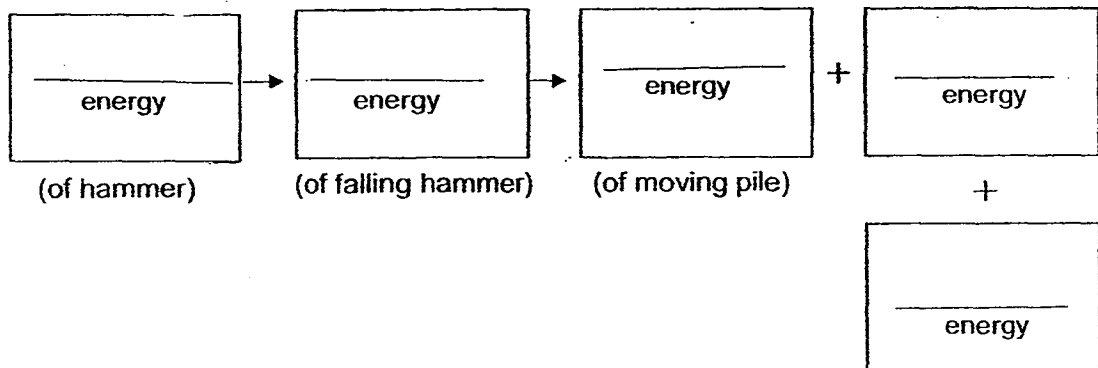 energy
energy
energy
+
energy
(of hammer)
(of falling hammer)
(of moving pile)
+
energy